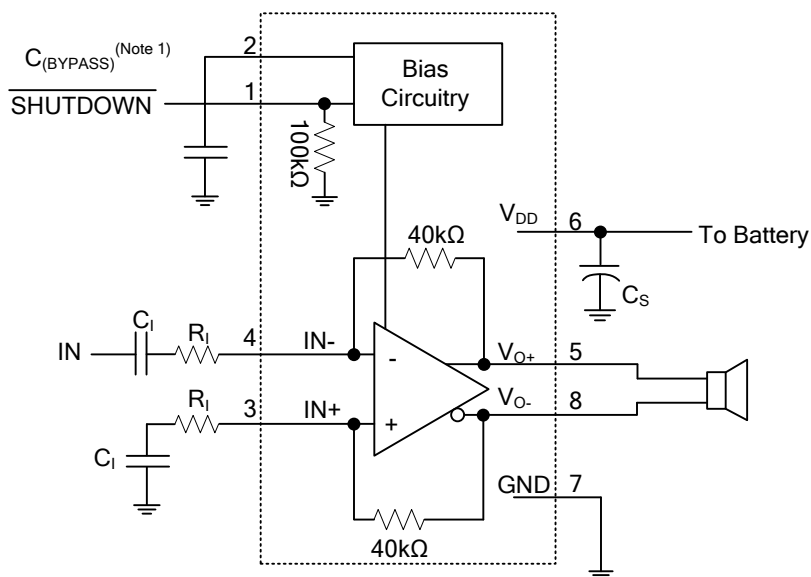 C(BYPASS)(Note 1)
2
Bias
Circuitry
SHUTDOWN
1
100kΩ
VDD
6
To Battery
40kΩ
CS
IN
CI
RI
4
IN-
-
VO+
5
RI
3
IN+
+
VO-
8
CI
GND
7
40kΩ